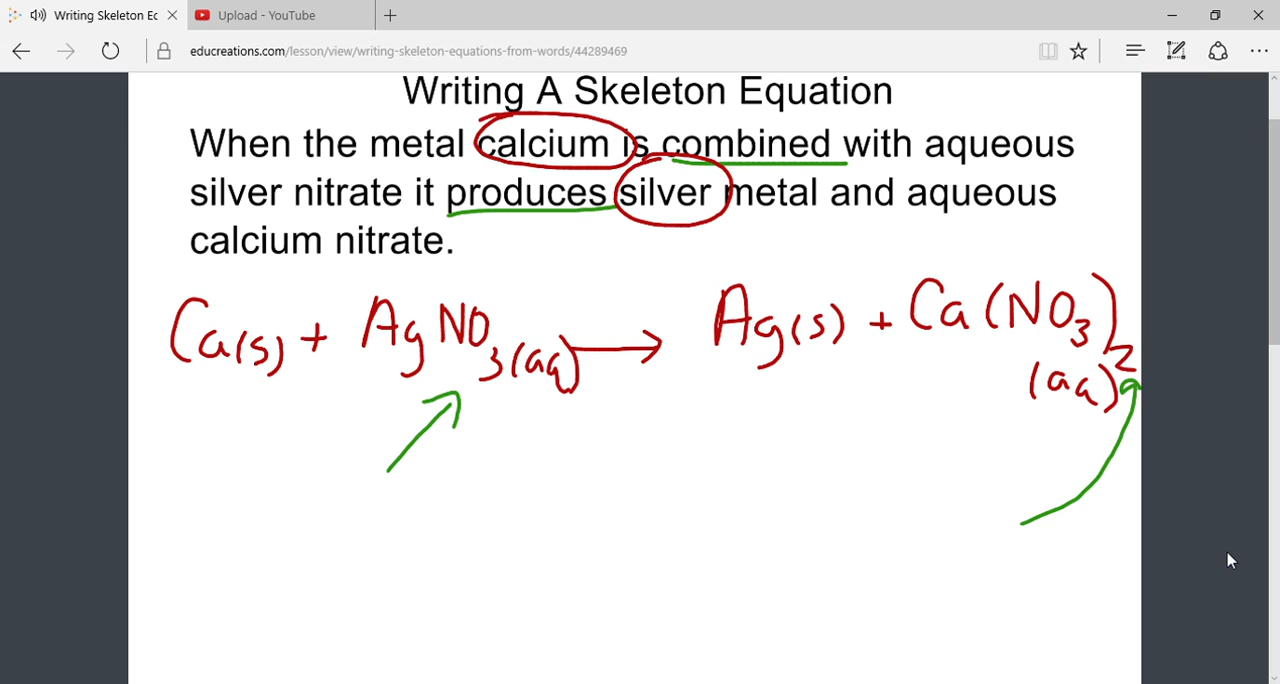 Writing Skeleton Ec
Upload - YouTube
educreations.com/lesson/view/writing-skeleton-equations-from-words/44289469
Writing A Skeleton Equation
When the metal calcium is combined with aqueous
silver nitrate it produces silver metal and aqueous
calcium nitrate.
Ca(s) + AgNO3(aq) → Ag(s) + Ca(NO3)2
(aq)